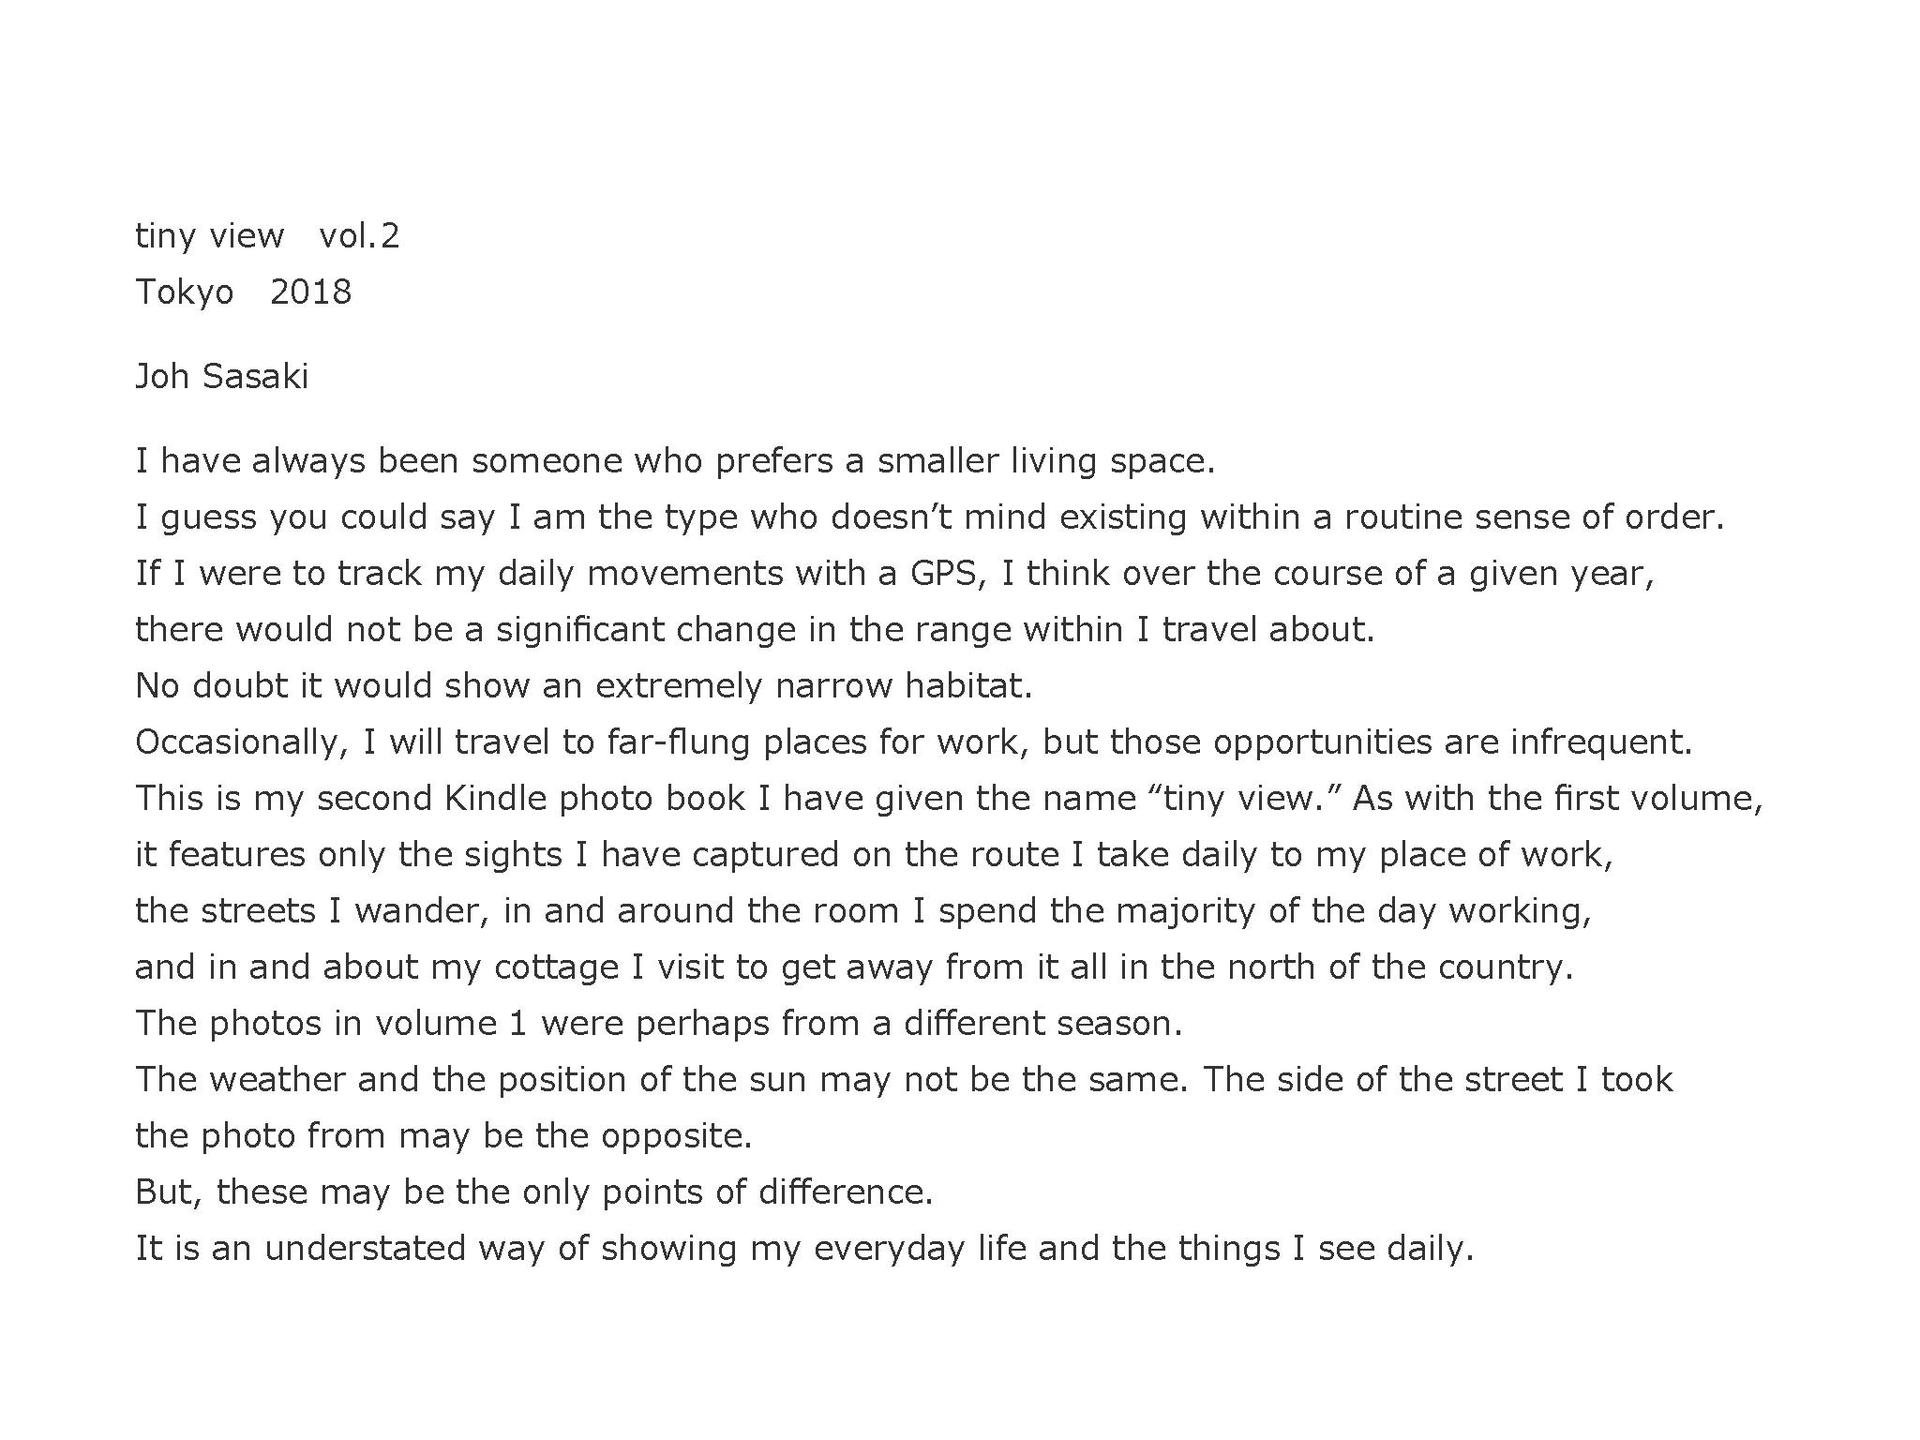 tiny view   vol.2
Tokyo   2018
Joh Sasaki
I have always been someone who prefers a smaller living space.
I guess you could say I am the type who doesn’t mind existing within a routine sense of order.
If I were to track my daily movements with a GPS, I think over the course of a given year,
there would not be a significant change in the range within I travel about.
No doubt it would show an extremely narrow habitat.
Occasionally, I will travel to far-flung places for work, but those opportunities are infrequent.
This is my second Kindle photo book I have given the name “tiny view.” As with the first volume,
it features only the sights I have captured on the route I take daily to my place of work,
the streets I wander, in and around the room I spend the majority of the day working,
and in and about my cottage I visit to get away from it all in the north of the country.
The photos in volume 1 were perhaps from a different season.
The weather and the position of the sun may not be the same. The side of the street I took
the photo from may be the opposite.
But, these may be the only points of difference.
It is an understated way of showing my everyday life and the things I see daily.